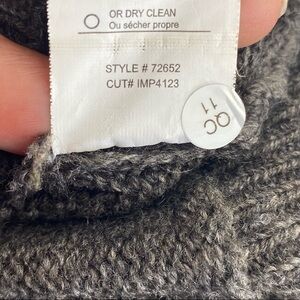 OR DRY CLEAN
Ou sécher propre
STYLE # 72652
CUT# IMP4123
QC
11